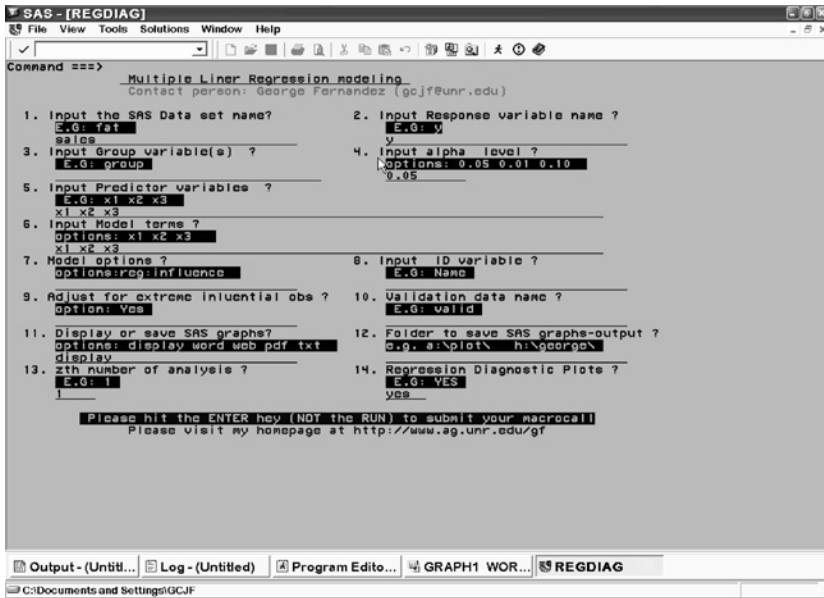 SAS - [REGDIAG]
File View Tools Solutions Window Help
Command ===>
Multiple Liner Regression modeling
Contact person: George Fernandez (gcjf@unr.edu)
1. Input the SAS Data set name? 2. Input Response variable name ?
E.G: fat E.G: y
sales y
3. Input Group variable(s) ? 4. Input alpha level ?
E.G: group options: 0.05 0.01 0.10
0.05
5. Input Predictor variables ?
E.G: x1 x2 x3
x1 x2 x3
6. Input Model terms ?
options: x1 x2 x3
x1 x2 x3
7. Model options ? 8. Input ID variable ?
options:reg:influence E.G: Name
9. Adjust for extreme inluential obs ? 10. Validation data name ?
option: Yes E.G: valid
11. Display or save SAS graphs? 12. Folder to save SAS graphs-output ?
options: display word web pdf txt e.g. a:\plot\ h:\george\
display
13. zth number of analysis ? 14. Regression Diagnostic Plots ?
E.G: 1 E.G: YES
1 yes
Please hit the ENTER key (NOT the RUN) to submit your macrocall
Please visit my homepage at http://www.ag.unr.edu/gf
Output - (Untitl... Log - (Untitled) Program Edito... GRAPH1 WOR... REGDIAG
C:\Documents and Settings\GCJF